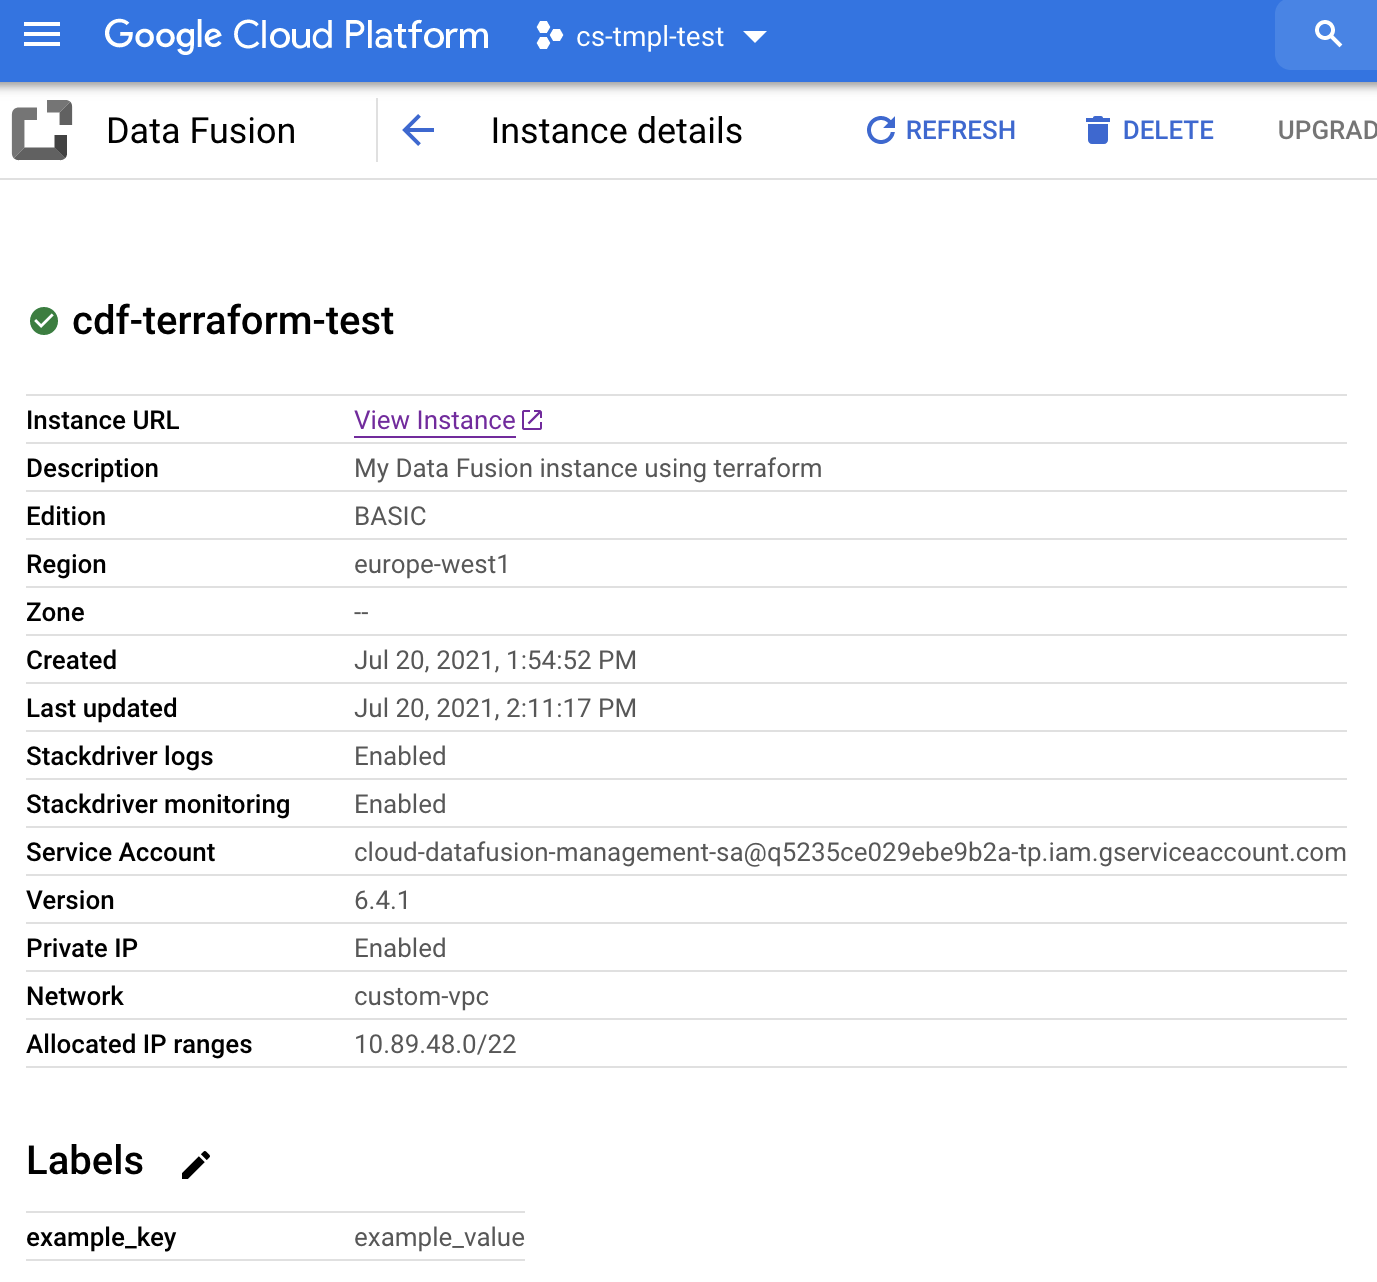 Google Cloud Platform cs-tmpl-test
Data Fusion Instance details REFRESH DELETE UPGRAD
cdf-terraform-test
Instance URL View Instance
Description My Data Fusion instance using terraform
Edition BASIC
Region europe-west1
Zone --
Created Jul 20, 2021, 1:54:52 PM
Last updated Jul 20, 2021, 2:11:17 PM
Stackdriver logs Enabled
Stackdriver monitoring Enabled
Service Account cloud-datafusion-management-sa@q5235ce029ebe9b2a-tp.iam.gserviceaccount.com
Version 6.4.1
Private IP Enabled
Network custom-vpc
Allocated IP ranges 10.89.48.0/22
Labels
example_key example_value